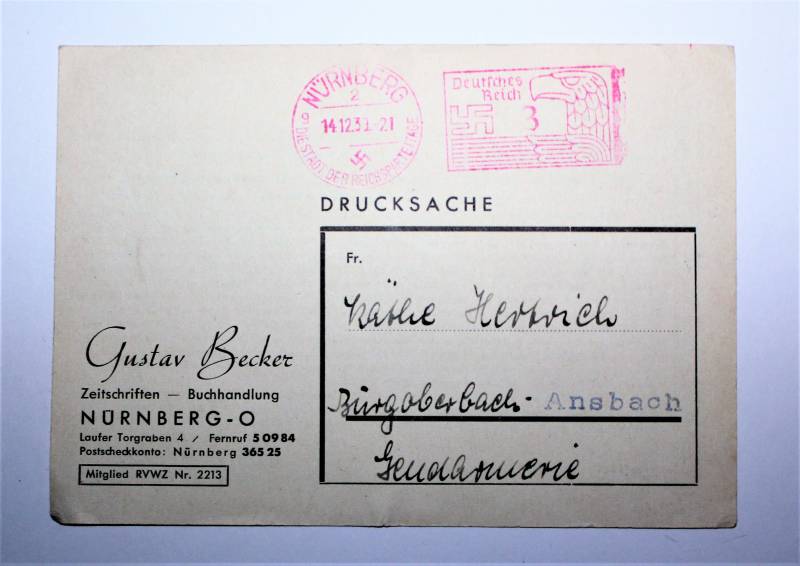 NÜRNBERG
2
14.12.39.-21
DIE STADT DER REICHSPARTEITAGE
Deutsches
Reich
3
DRUCKSACHE
Fr.
Käthe Hertrich
Burgoberbach - Ansbach
Gendarmerie
Gustav Becker
Zeitschriften — Buchhandlung
NÜRNBERG-O
Laufer Torgraben 4 / Fernruf 50984
Postscheckkonto: Nürnberg 36525
Mitglied RVWZ Nr. 2213